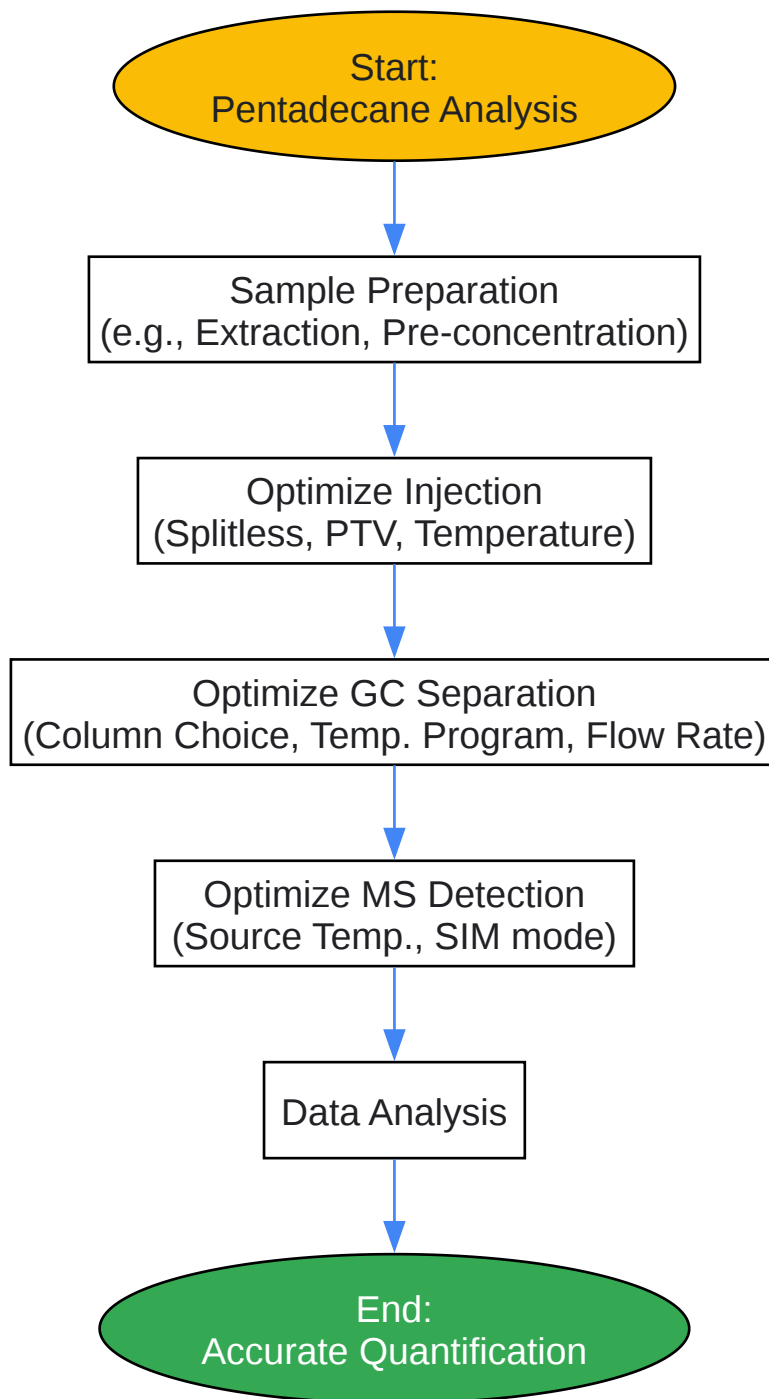 Start:
Pentadecane Analysis
Sample Preparation
(e.g., Extraction, Pre-concentration)
Optimize Injection
(Splitless, PTV, Temperature)
Optimize GC Separation
(Column Choice, Temp. Program, Flow Rate)
Optimize MS Detection
(Source Temp., SIM mode)
Data Analysis
End:
Accurate Quantification